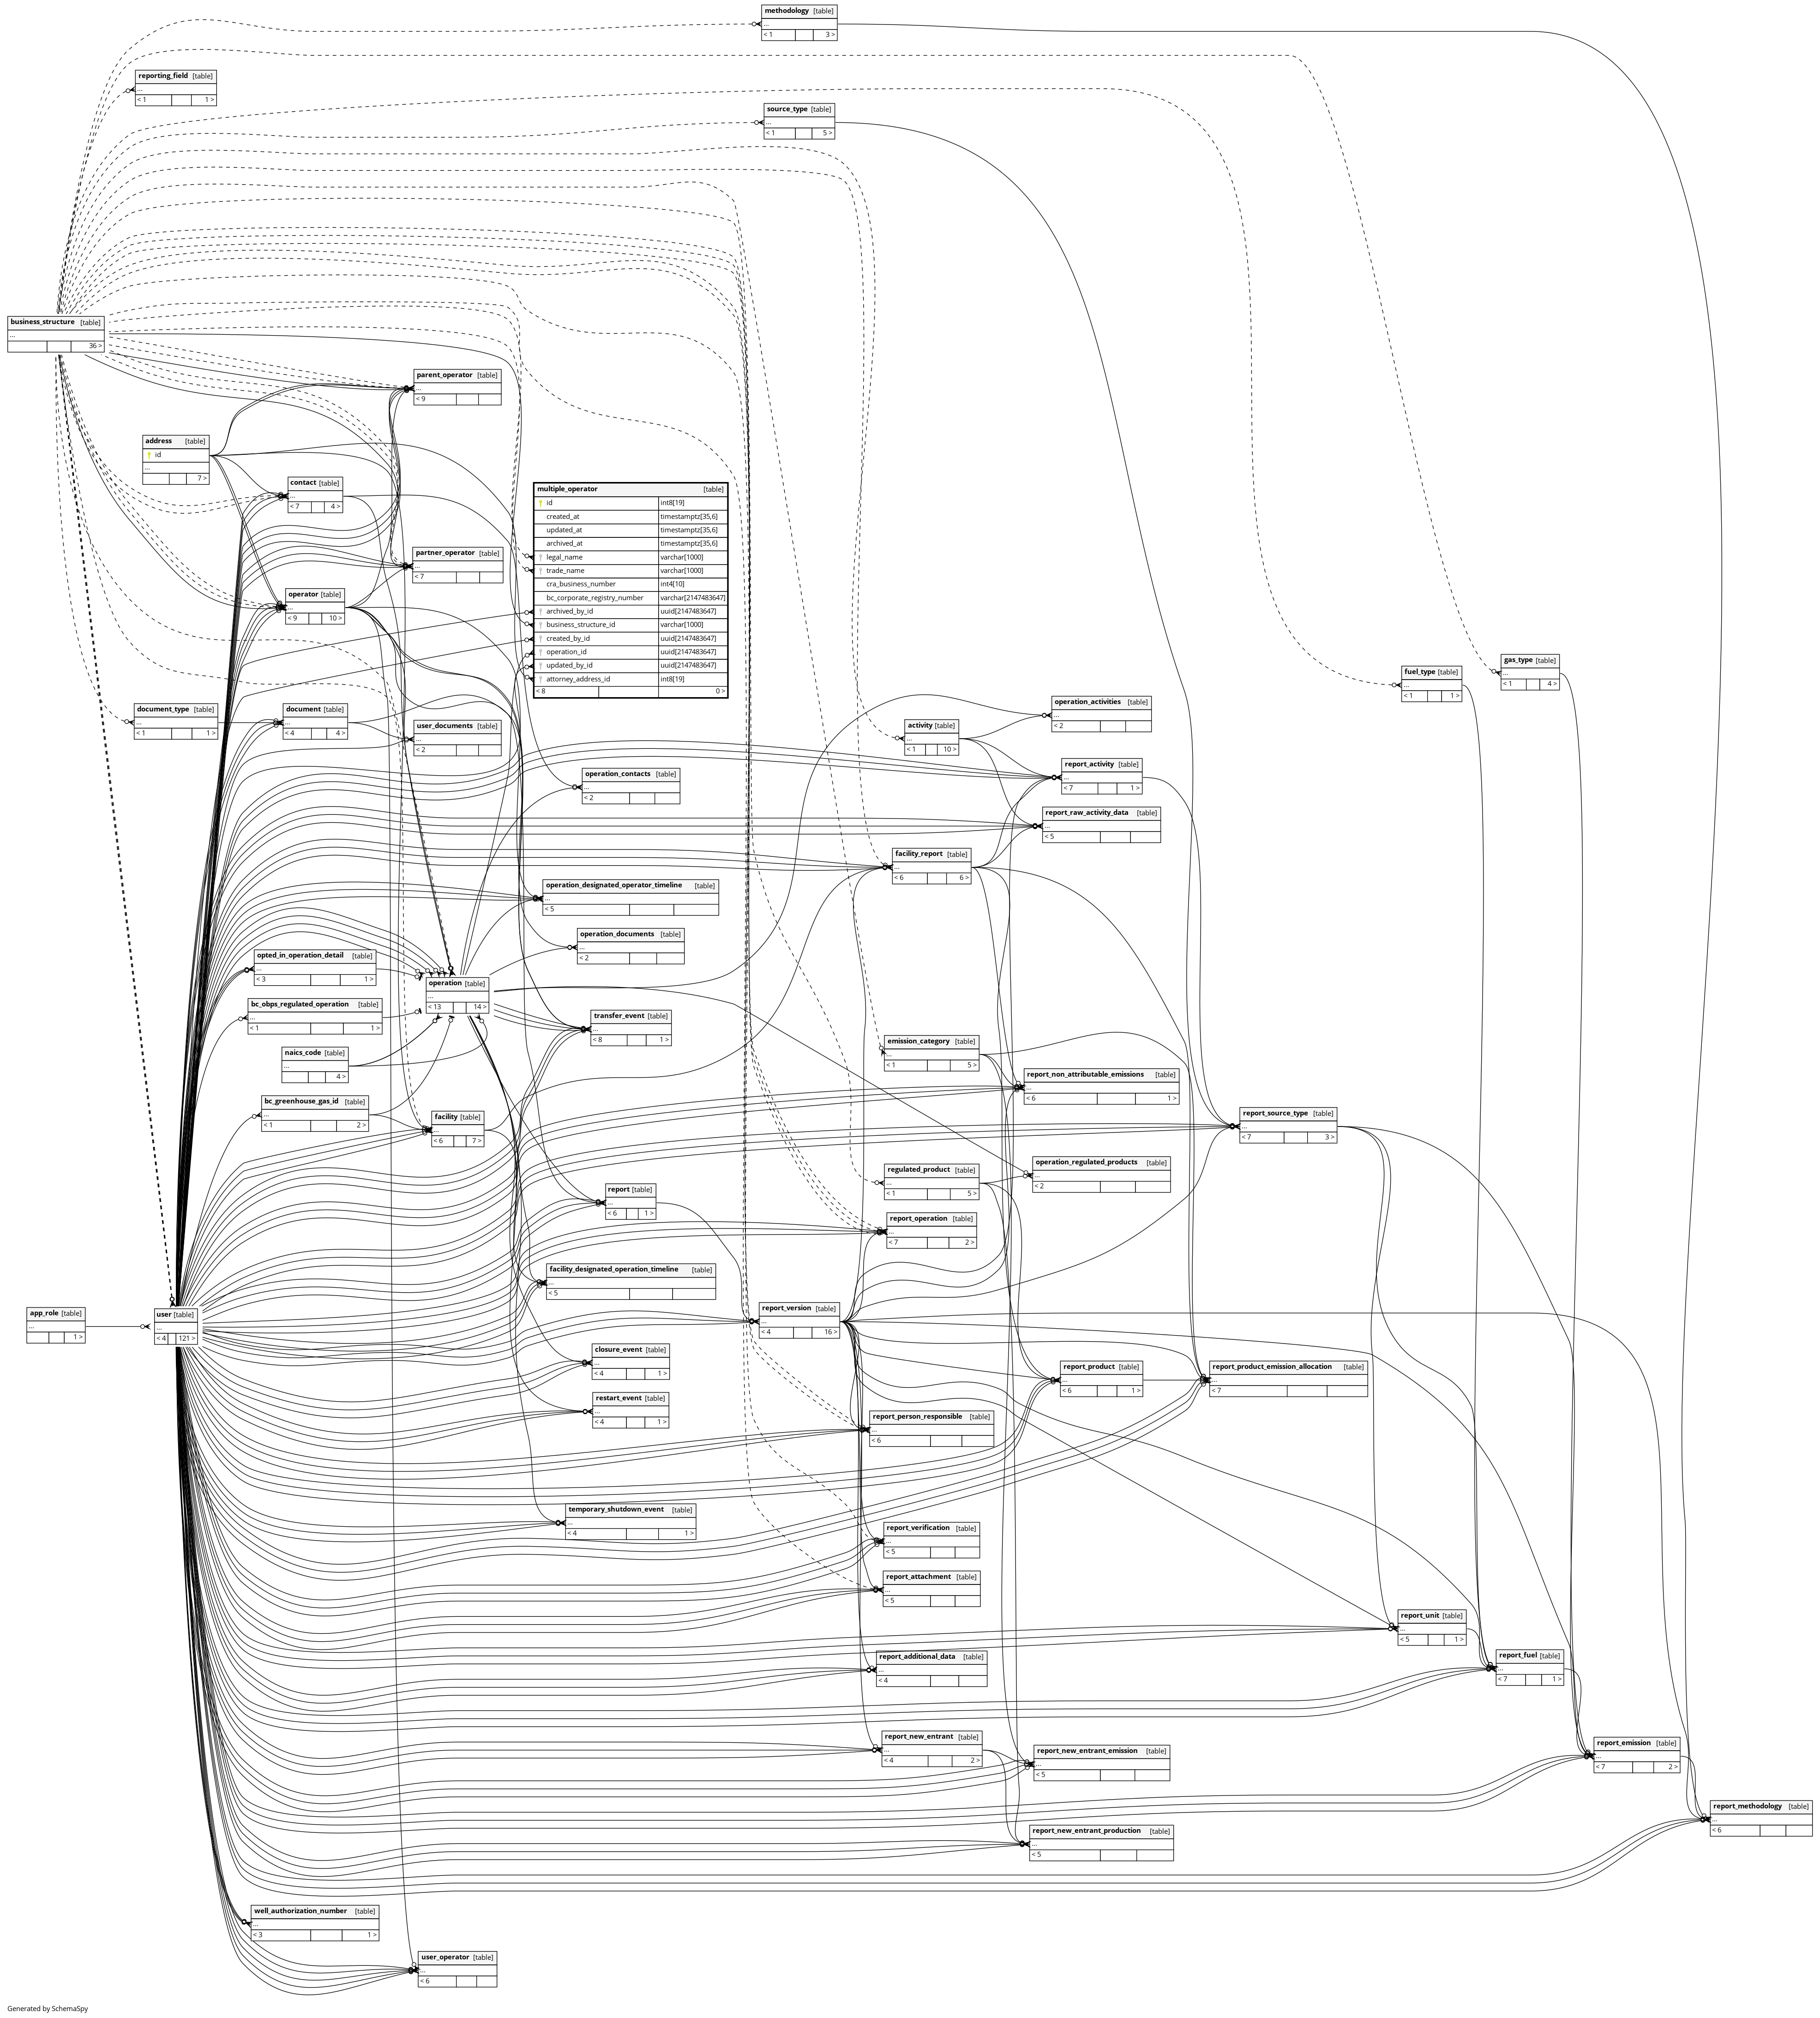 methodology [table]
...
< 1 3 >
reporting_field [table]
...
< 1 1 >
source_type [table]
...
< 1 5 >
business_structure [table]
...
36 >
parent_operator [table]
...
< 9
address [table]
id
...
7 >
contact [table]
...
< 7 4 >
multiple_operator [table]
id int8[19]
created_at timestamptz[35,6]
updated_at timestamptz[35,6]
archived_at timestamptz[35,6]
legal_name varchar[1000]
trade_name varchar[1000]
cra_business_number int4[10]
bc_corporate_registry_number varchar[2147483647]
archived_by_id uuid[2147483647]
business_structure_id varchar[1000]
created_by_id uuid[2147483647]
operation_id uuid[2147483647]
updated_by_id uuid[2147483647]
attorney_address_id int8[19]
< 8 0 >
partner_operator [table]
...
< 7
operator [table]
...
< 9 10 >
gas_type [table]
...
< 1 4 >
fuel_type [table]
...
< 1 1 >
document_type [table]
...
< 1 1 >
document [table]
...
< 4 4 >
user_documents [table]
...
< 2
operation_activities [table]
...
< 2
activity [table]
...
< 1 10 >
report_activity [table]
...
< 7 1 >
operation_contacts [table]
...
< 2
report_raw_activity_data [table]
...
< 5
facility_report [table]
...
< 6 6 >
operation_designated_operator_timeline [table]
...
< 5
operation_documents [table]
...
< 2
opted_in_operation_detail [table]
...
< 3 1 >
operation [table]
...
< 13 14 >
bc_obps_regulated_operation [table]
...
< 1 1 >
transfer_event [table]
...
< 8 1 >
naics_code [table]
...
4 >
emission_category [table]
...
< 1 5 >
report_non_attributable_emissions [table]
...
< 6 1 >
bc_greenhouse_gas_id [table]
...
< 1 2 >
facility [table]
...
< 6 7 >
report_source_type [table]
...
< 7 3 >
operation_regulated_products [table]
...
< 2
regulated_product [table]
...
< 1 5 >
report [table]
...
< 6 1 >
report_operation [table]
...
< 7 2 >
facility_designated_operation_timeline [table]
...
< 5
app_role [table]
...
1 >
user [table]
...
< 4 121 >
report_version [table]
...
< 4 16 >
closure_event [table]
...
< 4 1 >
report_product [table]
...
< 6 1 >
report_product_emission_allocation [table]
...
< 7
restart_event [table]
...
< 4 1 >
report_person_responsible [table]
...
< 6
temporary_shutdown_event [table]
...
< 4 1 >
report_verification [table]
...
< 5
report_attachment [table]
...
< 5
report_unit [table]
...
< 5 1 >
report_additional_data [table]
...
< 4
report_fuel [table]
...
< 7 1 >
report_new_entrant [table]
...
< 4 2 >
report_new_entrant_emission [table]
...
< 5
report_emission [table]
...
< 7 2 >
report_methodology [table]
...
< 6
report_new_entrant_production [table]
...
< 5
well_authorization_number [table]
...
< 3 1 >
user_operator [table]
...
< 6
Generated by SchemaSpy